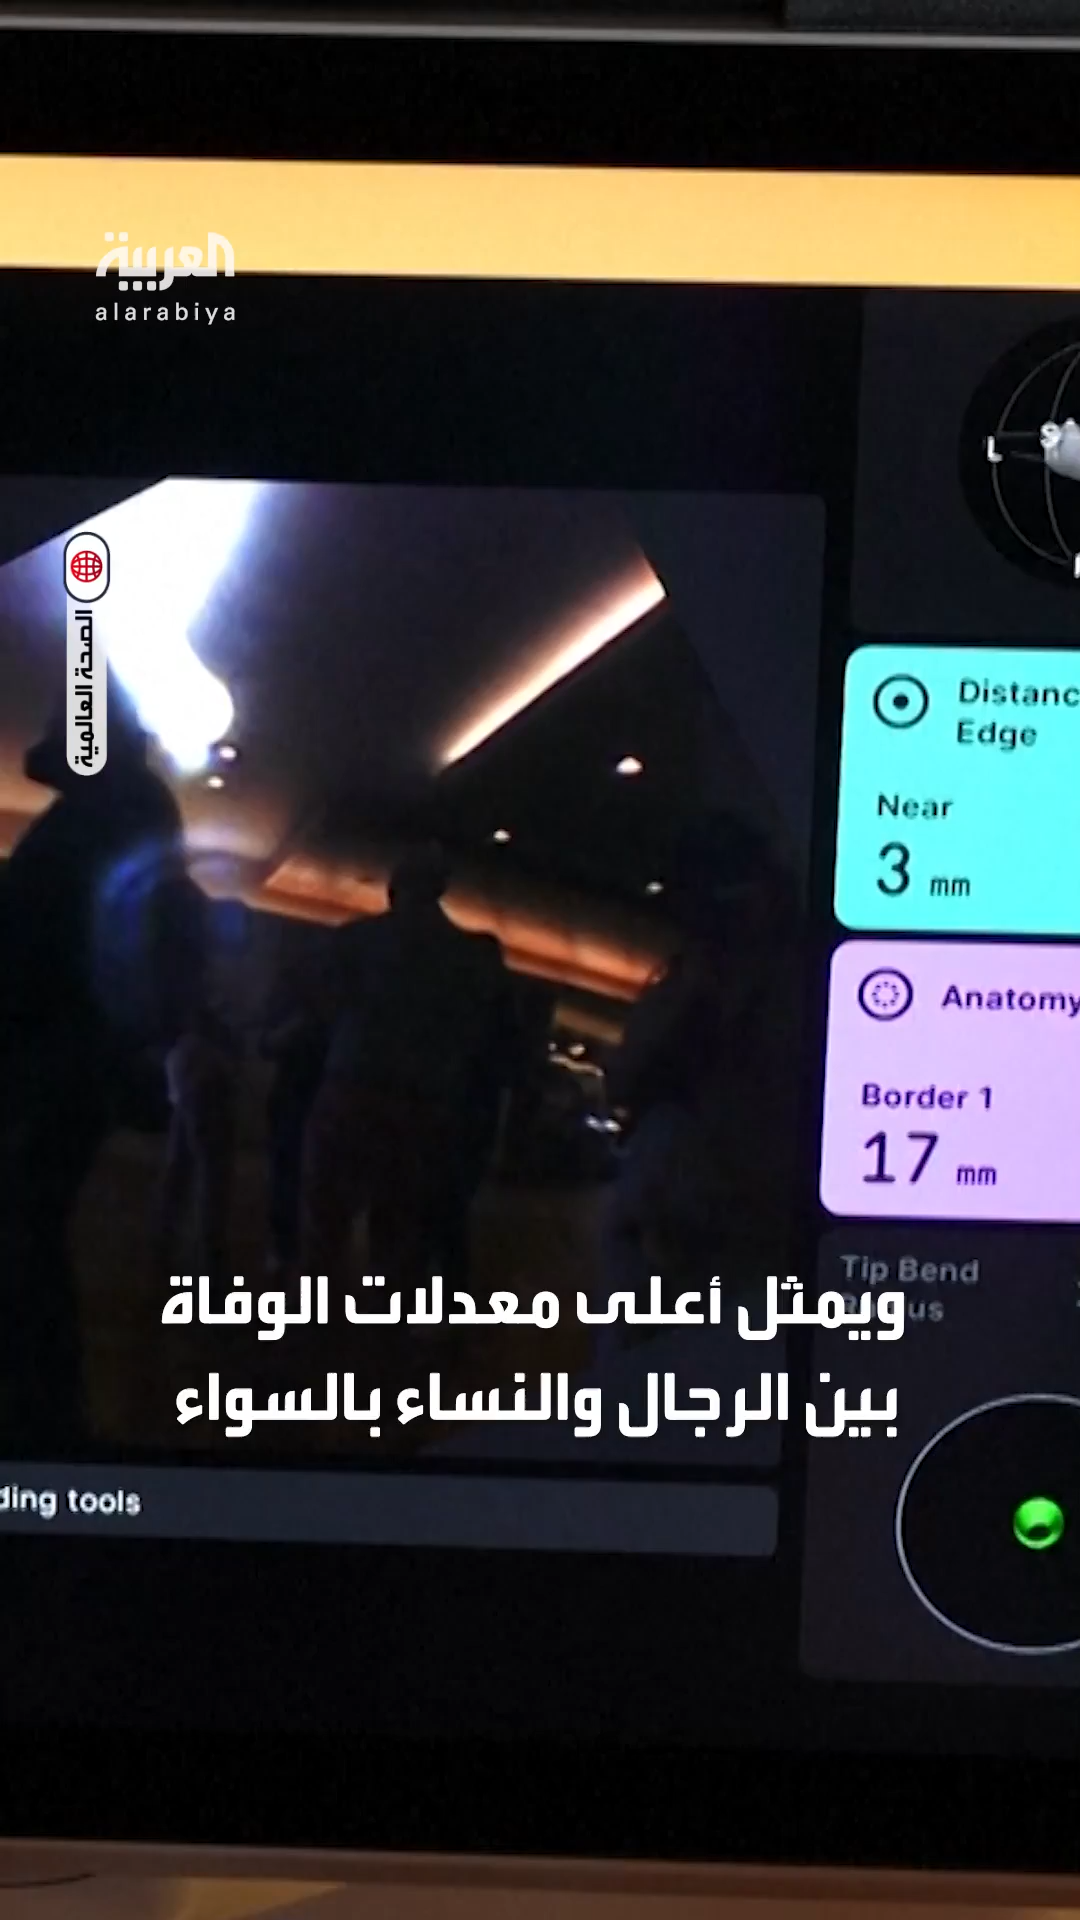 العربية
alarabiya
L
S
الصحة العالمية
Distanc
Edge
Near
3 mm
Anatomy
Border 1
17 mm
Tip Bend
ويمثل أعلى معدلات الوفاة
بين الرجال والنساء بالسواء
ding tools